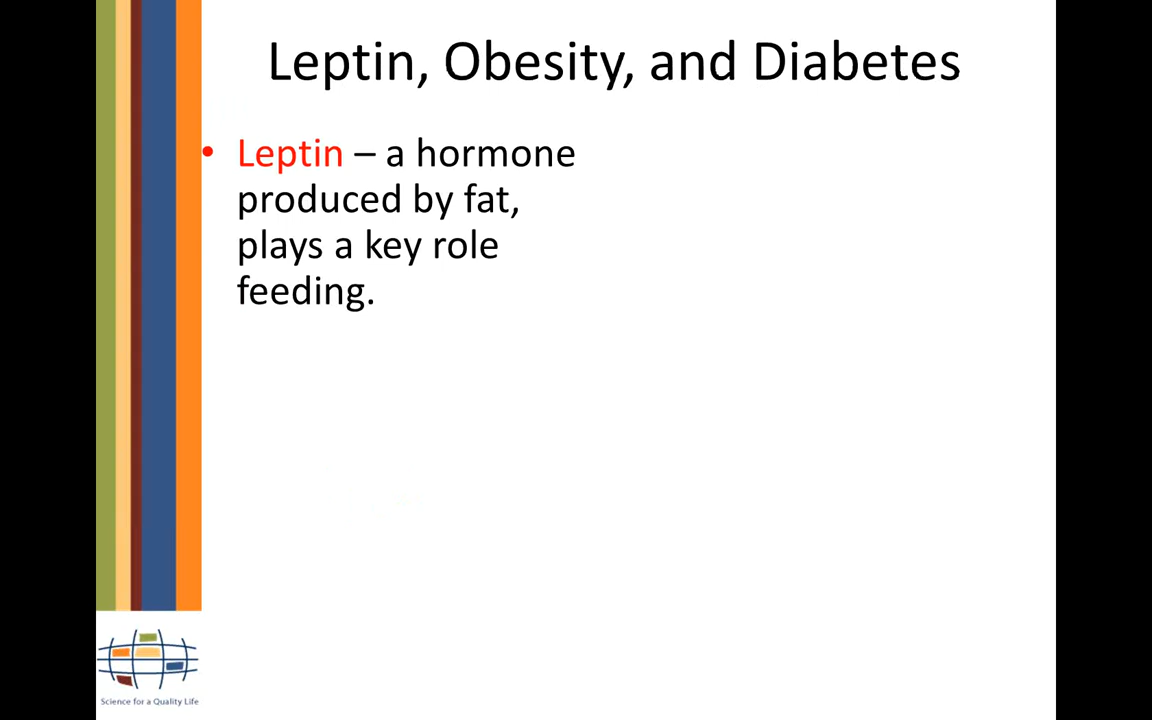 Leptin, Obesity, and Diabetes
• Leptin – a hormone
produced by fat,
plays a key role
feeding.
Science for a Quality Life